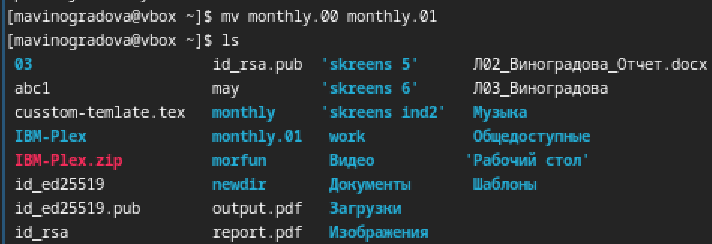 [mavinogradova@vbox ~]$ mv monthly.00 monthly.01
[mavinogradova@vbox ~]$ ls
03 id_rsa.pub 'skreens 5' Л02_Виноградова_Отчет.docx
abc1 may 'skreens 6' Л03_Виноградова
cusstom-temlate.tex monthly 'skreens ind2' Музыка
IBM-Plex monthly.01 work Общедоступные
IBM-Plex.zip morfun Видео 'Рабочий стол'
id_ed25519 newdir Документы Шаблоны
id_ed25519.pub output.pdf Загрузки
id_rsa report.pdf Изображения